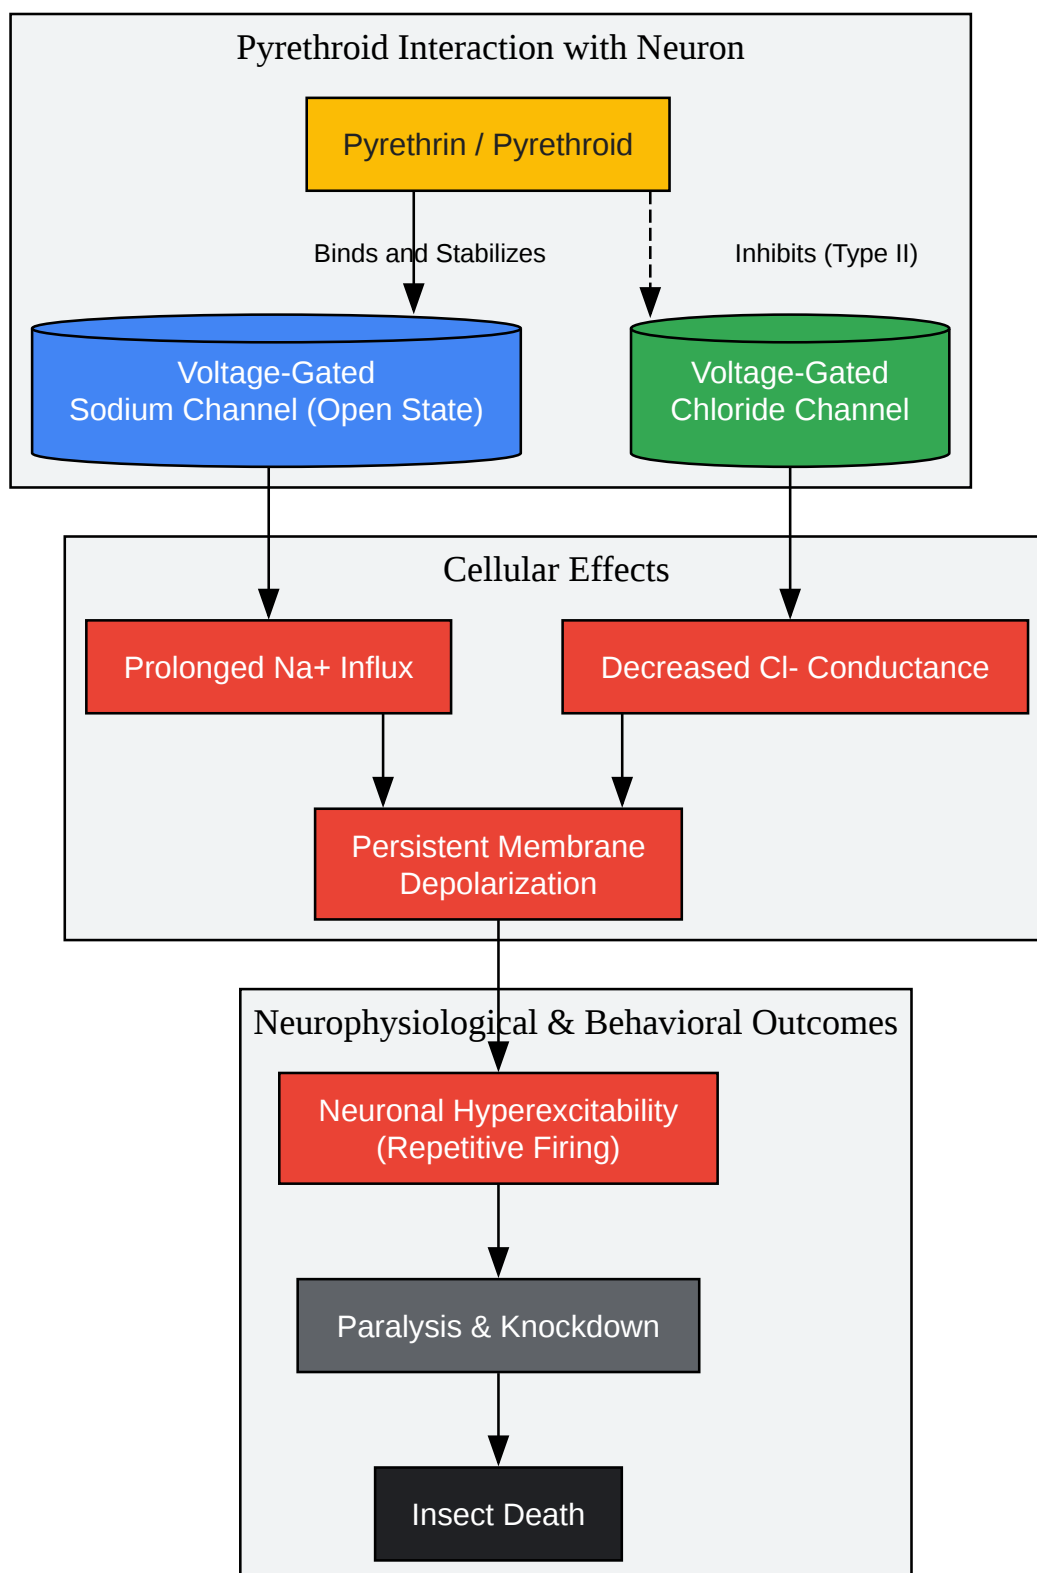 Pyrethroid Interaction with Neuron
Pyrethrin / Pyrethroid
Binds and Stabilizes
Inhibits (Type II)
Voltage-Gated
Sodium Channel (Open State)
Voltage-Gated
Chloride Channel
Cellular Effects
Prolonged Na+ Influx
Decreased Cl- Conductance
Persistent Membrane
Depolarization
Neurophysiological & Behavioral Outcomes
Neuronal Hyperexcitability
(Repetitive Firing)
Paralysis & Knockdown
Insect Death